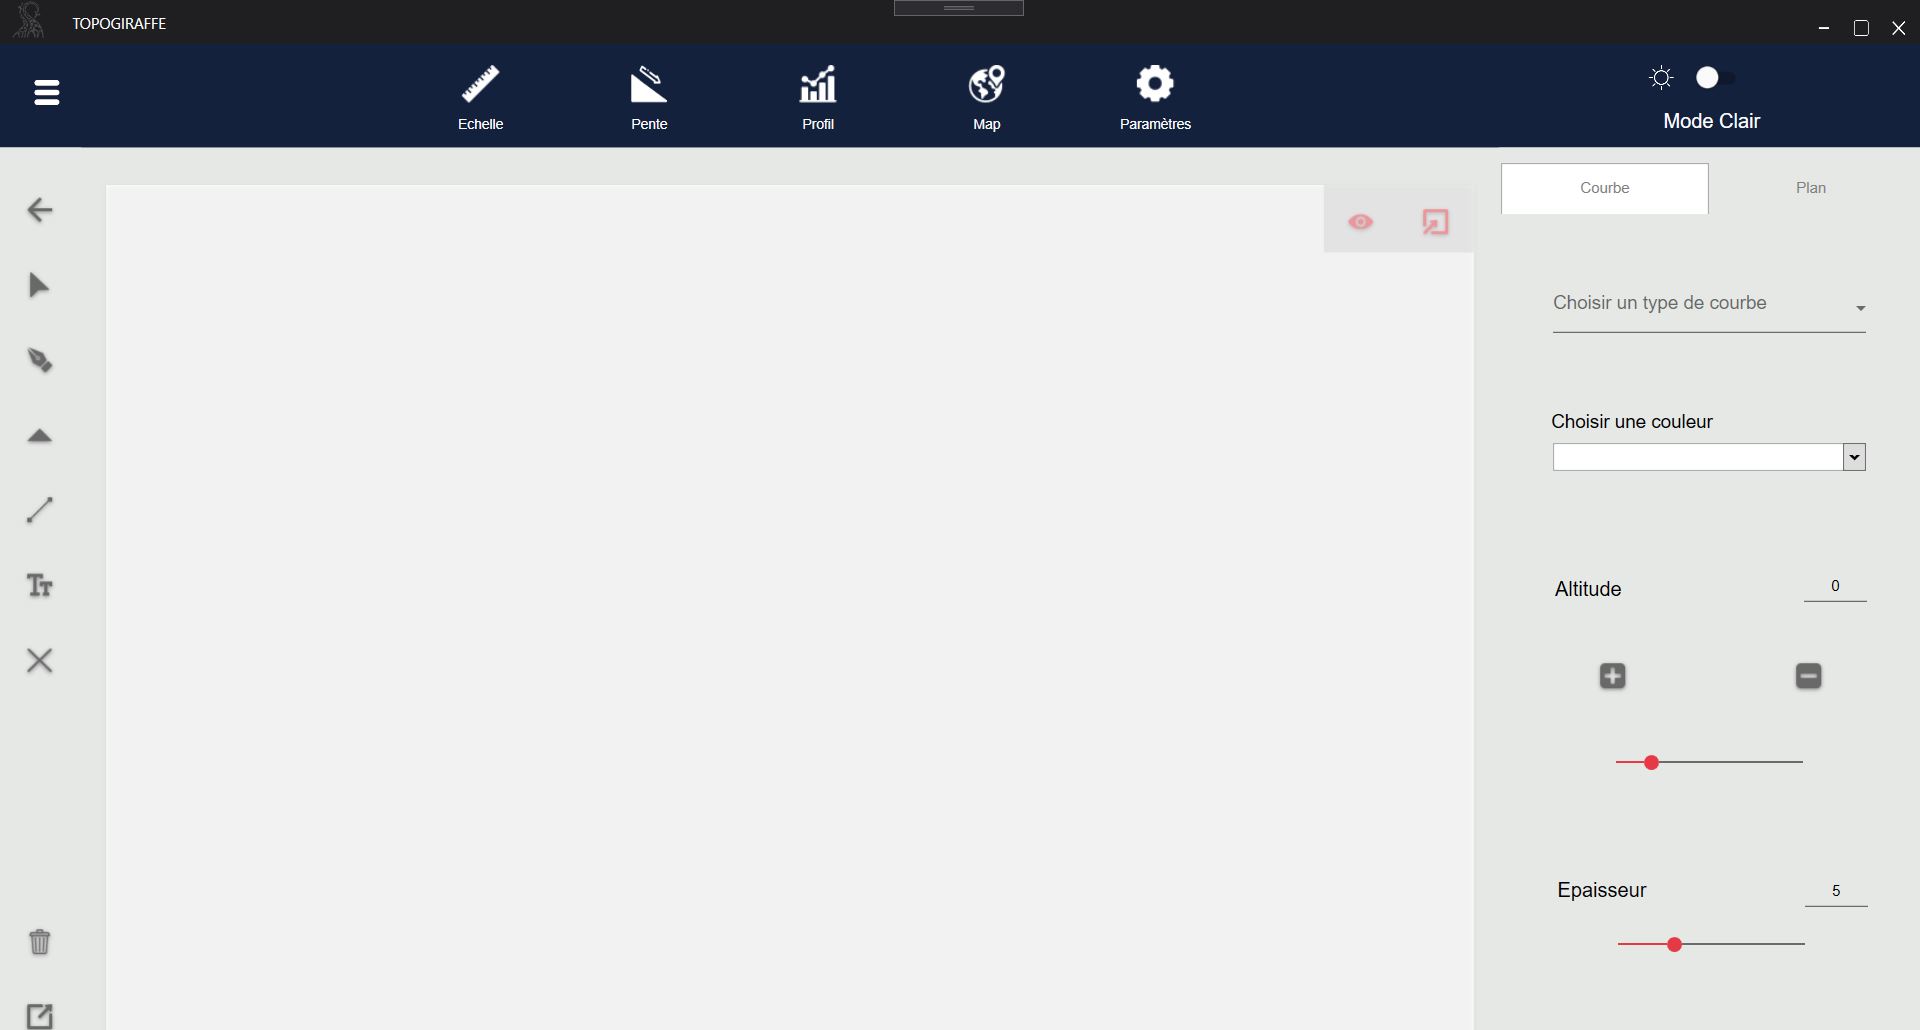 TOPOGIRAFFE
Echelle
Pente
Profil
Map
Paramètres
Mode Clair
Courbe
Plan
Choisir un type de courbe
Choisir une couleur
Altitude
0
Epaisseur
5
Tт